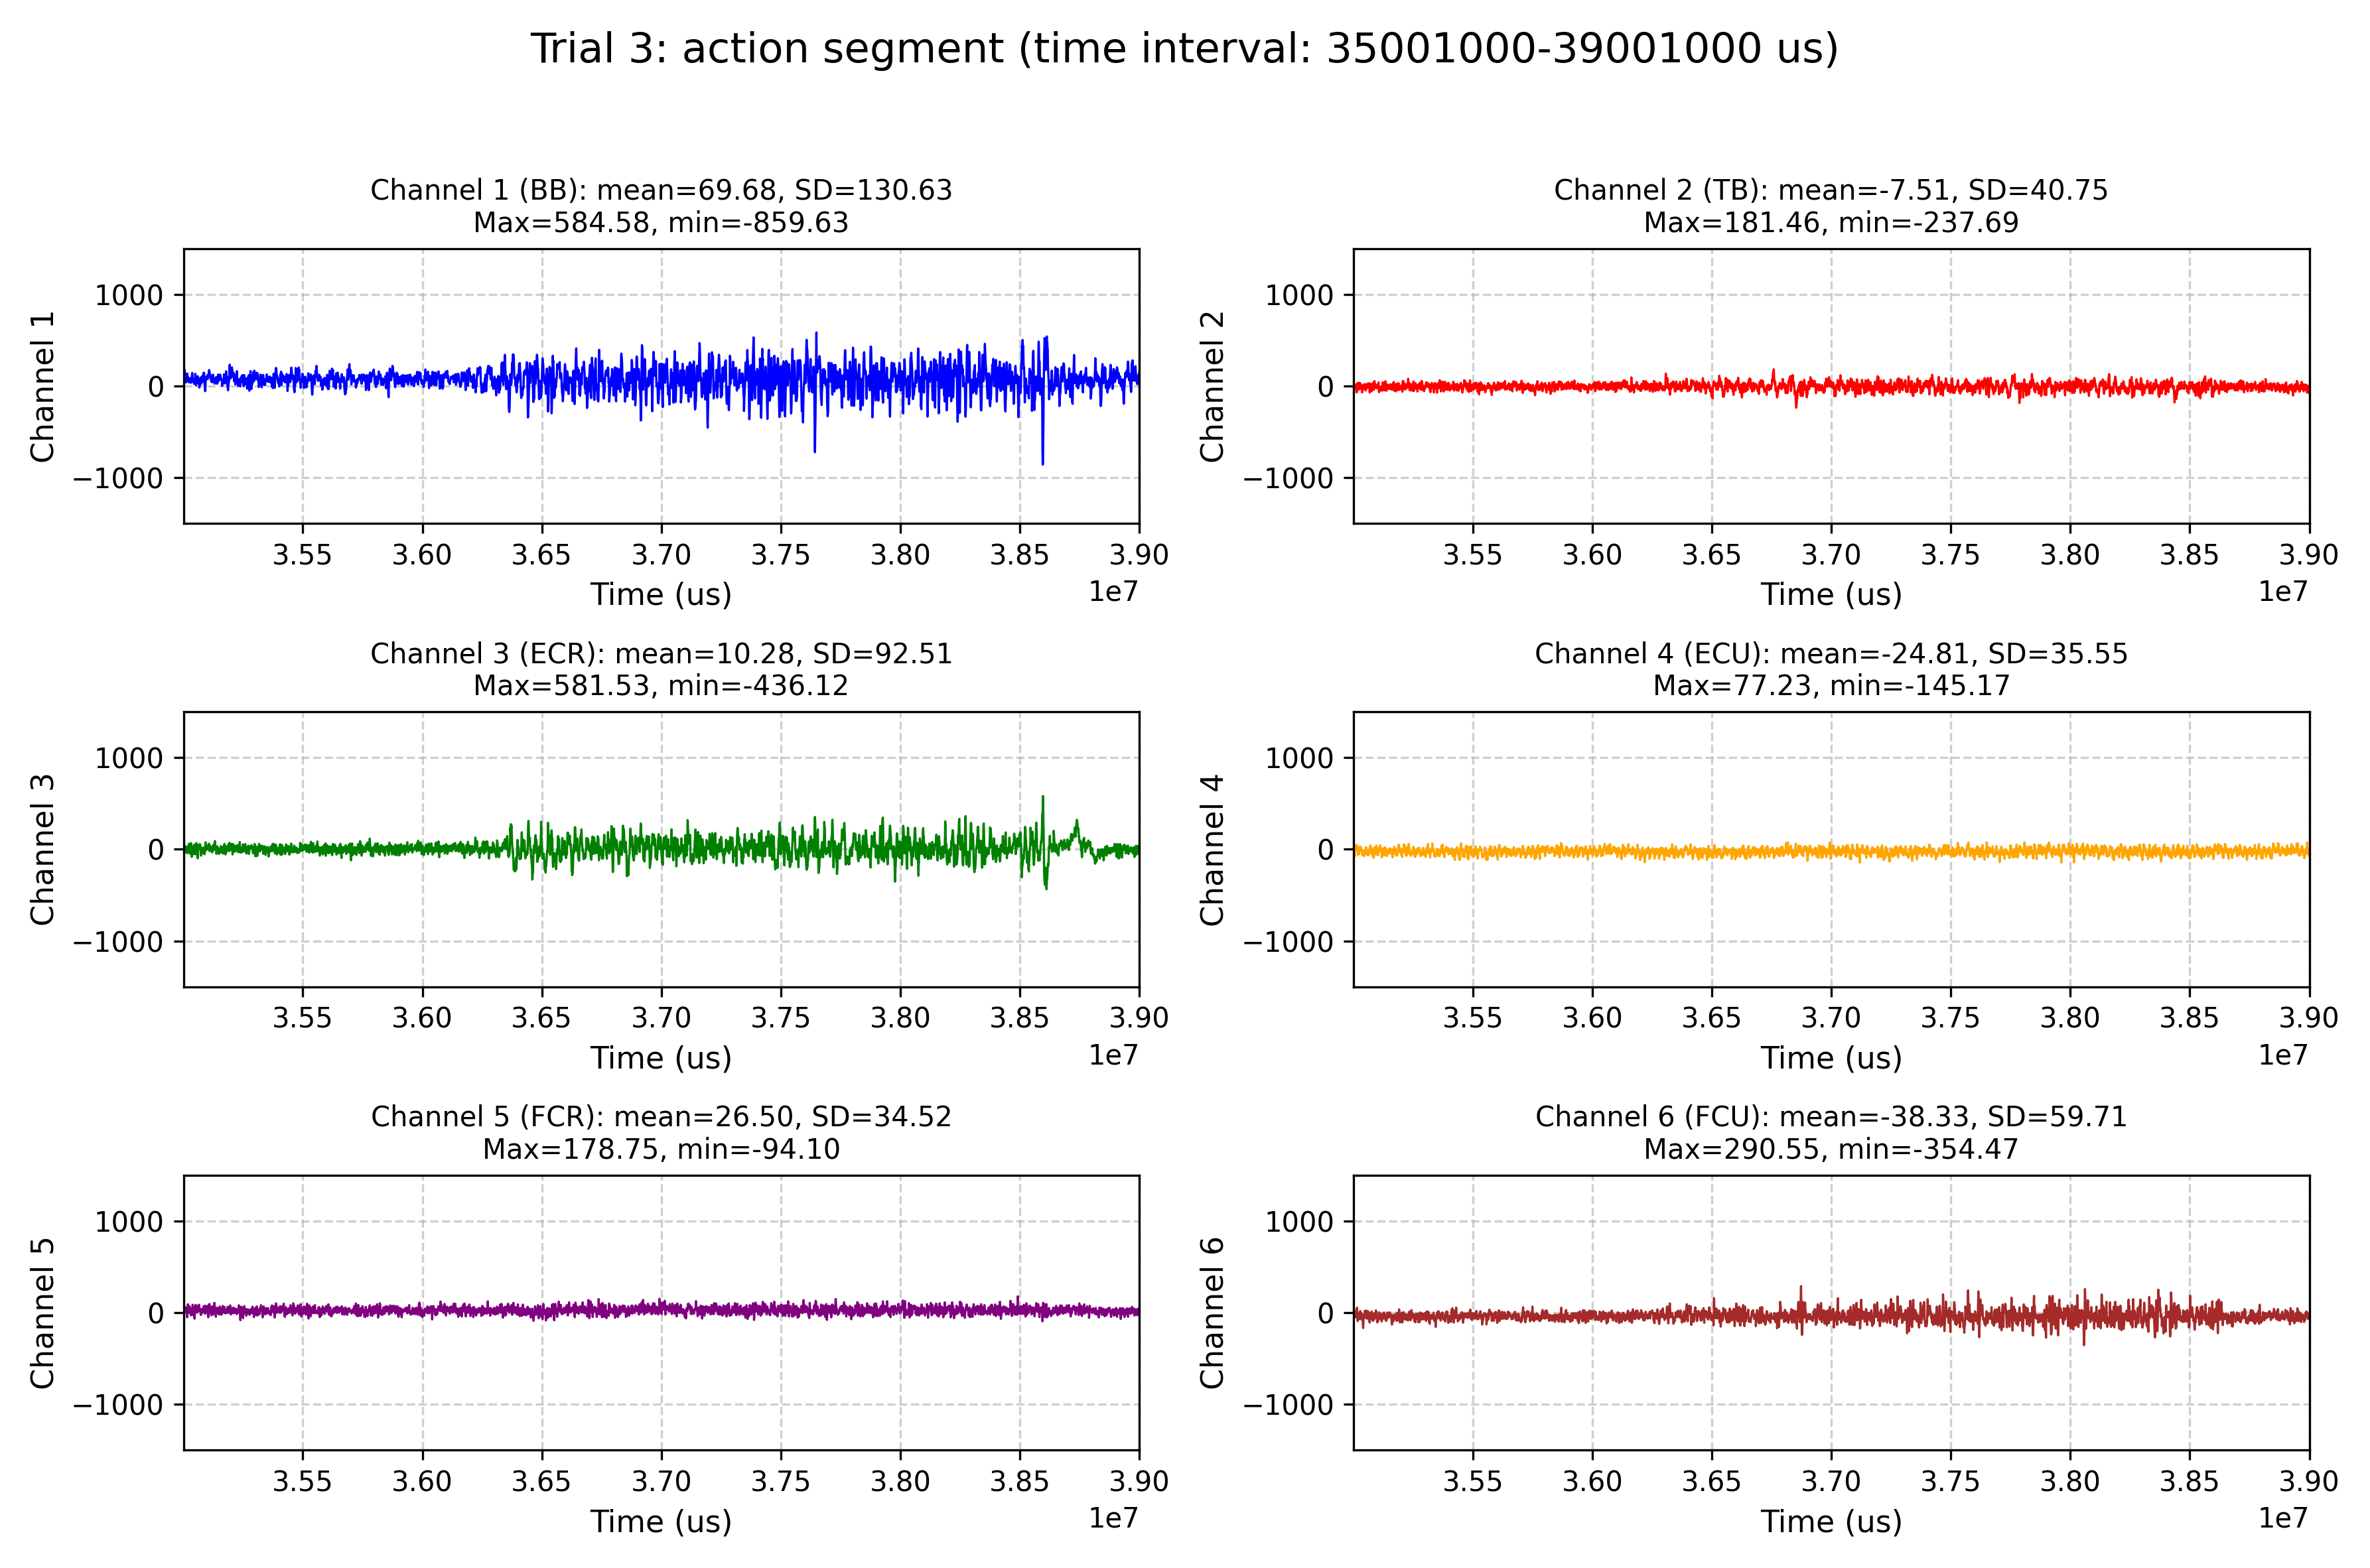 Trial 3: action segment (time interval: 35001000-39001000 us)
Channel 1 (BB): mean=69.68, SD=130.63
Max=584.58, min=-859.63
Channel 1
1000
0
−1000
3.55 3.60 3.65 3.70 3.75 3.80 3.85 3.90
Time (us)
1e7
Channel 2 (TB): mean=-7.51, SD=40.75
Max=181.46, min=-237.69
Channel 2
1000
0
−1000
3.55 3.60 3.65 3.70 3.75 3.80 3.85 3.90
Time (us)
1e7
Channel 3 (ECR): mean=10.28, SD=92.51
Max=581.53, min=-436.12
Channel 3
1000
0
−1000
3.55 3.60 3.65 3.70 3.75 3.80 3.85 3.90
Time (us)
1e7
Channel 4 (ECU): mean=-24.81, SD=35.55
Max=77.23, min=-145.17
Channel 4
1000
0
−1000
3.55 3.60 3.65 3.70 3.75 3.80 3.85 3.90
Time (us)
1e7
Channel 5 (FCR): mean=26.50, SD=34.52
Max=178.75, min=-94.10
Channel 5
1000
0
−1000
3.55 3.60 3.65 3.70 3.75 3.80 3.85 3.90
Time (us)
1e7
Channel 6 (FCU): mean=-38.33, SD=59.71
Max=290.55, min=-354.47
Channel 6
1000
0
−1000
3.55 3.60 3.65 3.70 3.75 3.80 3.85 3.90
Time (us)
1e7